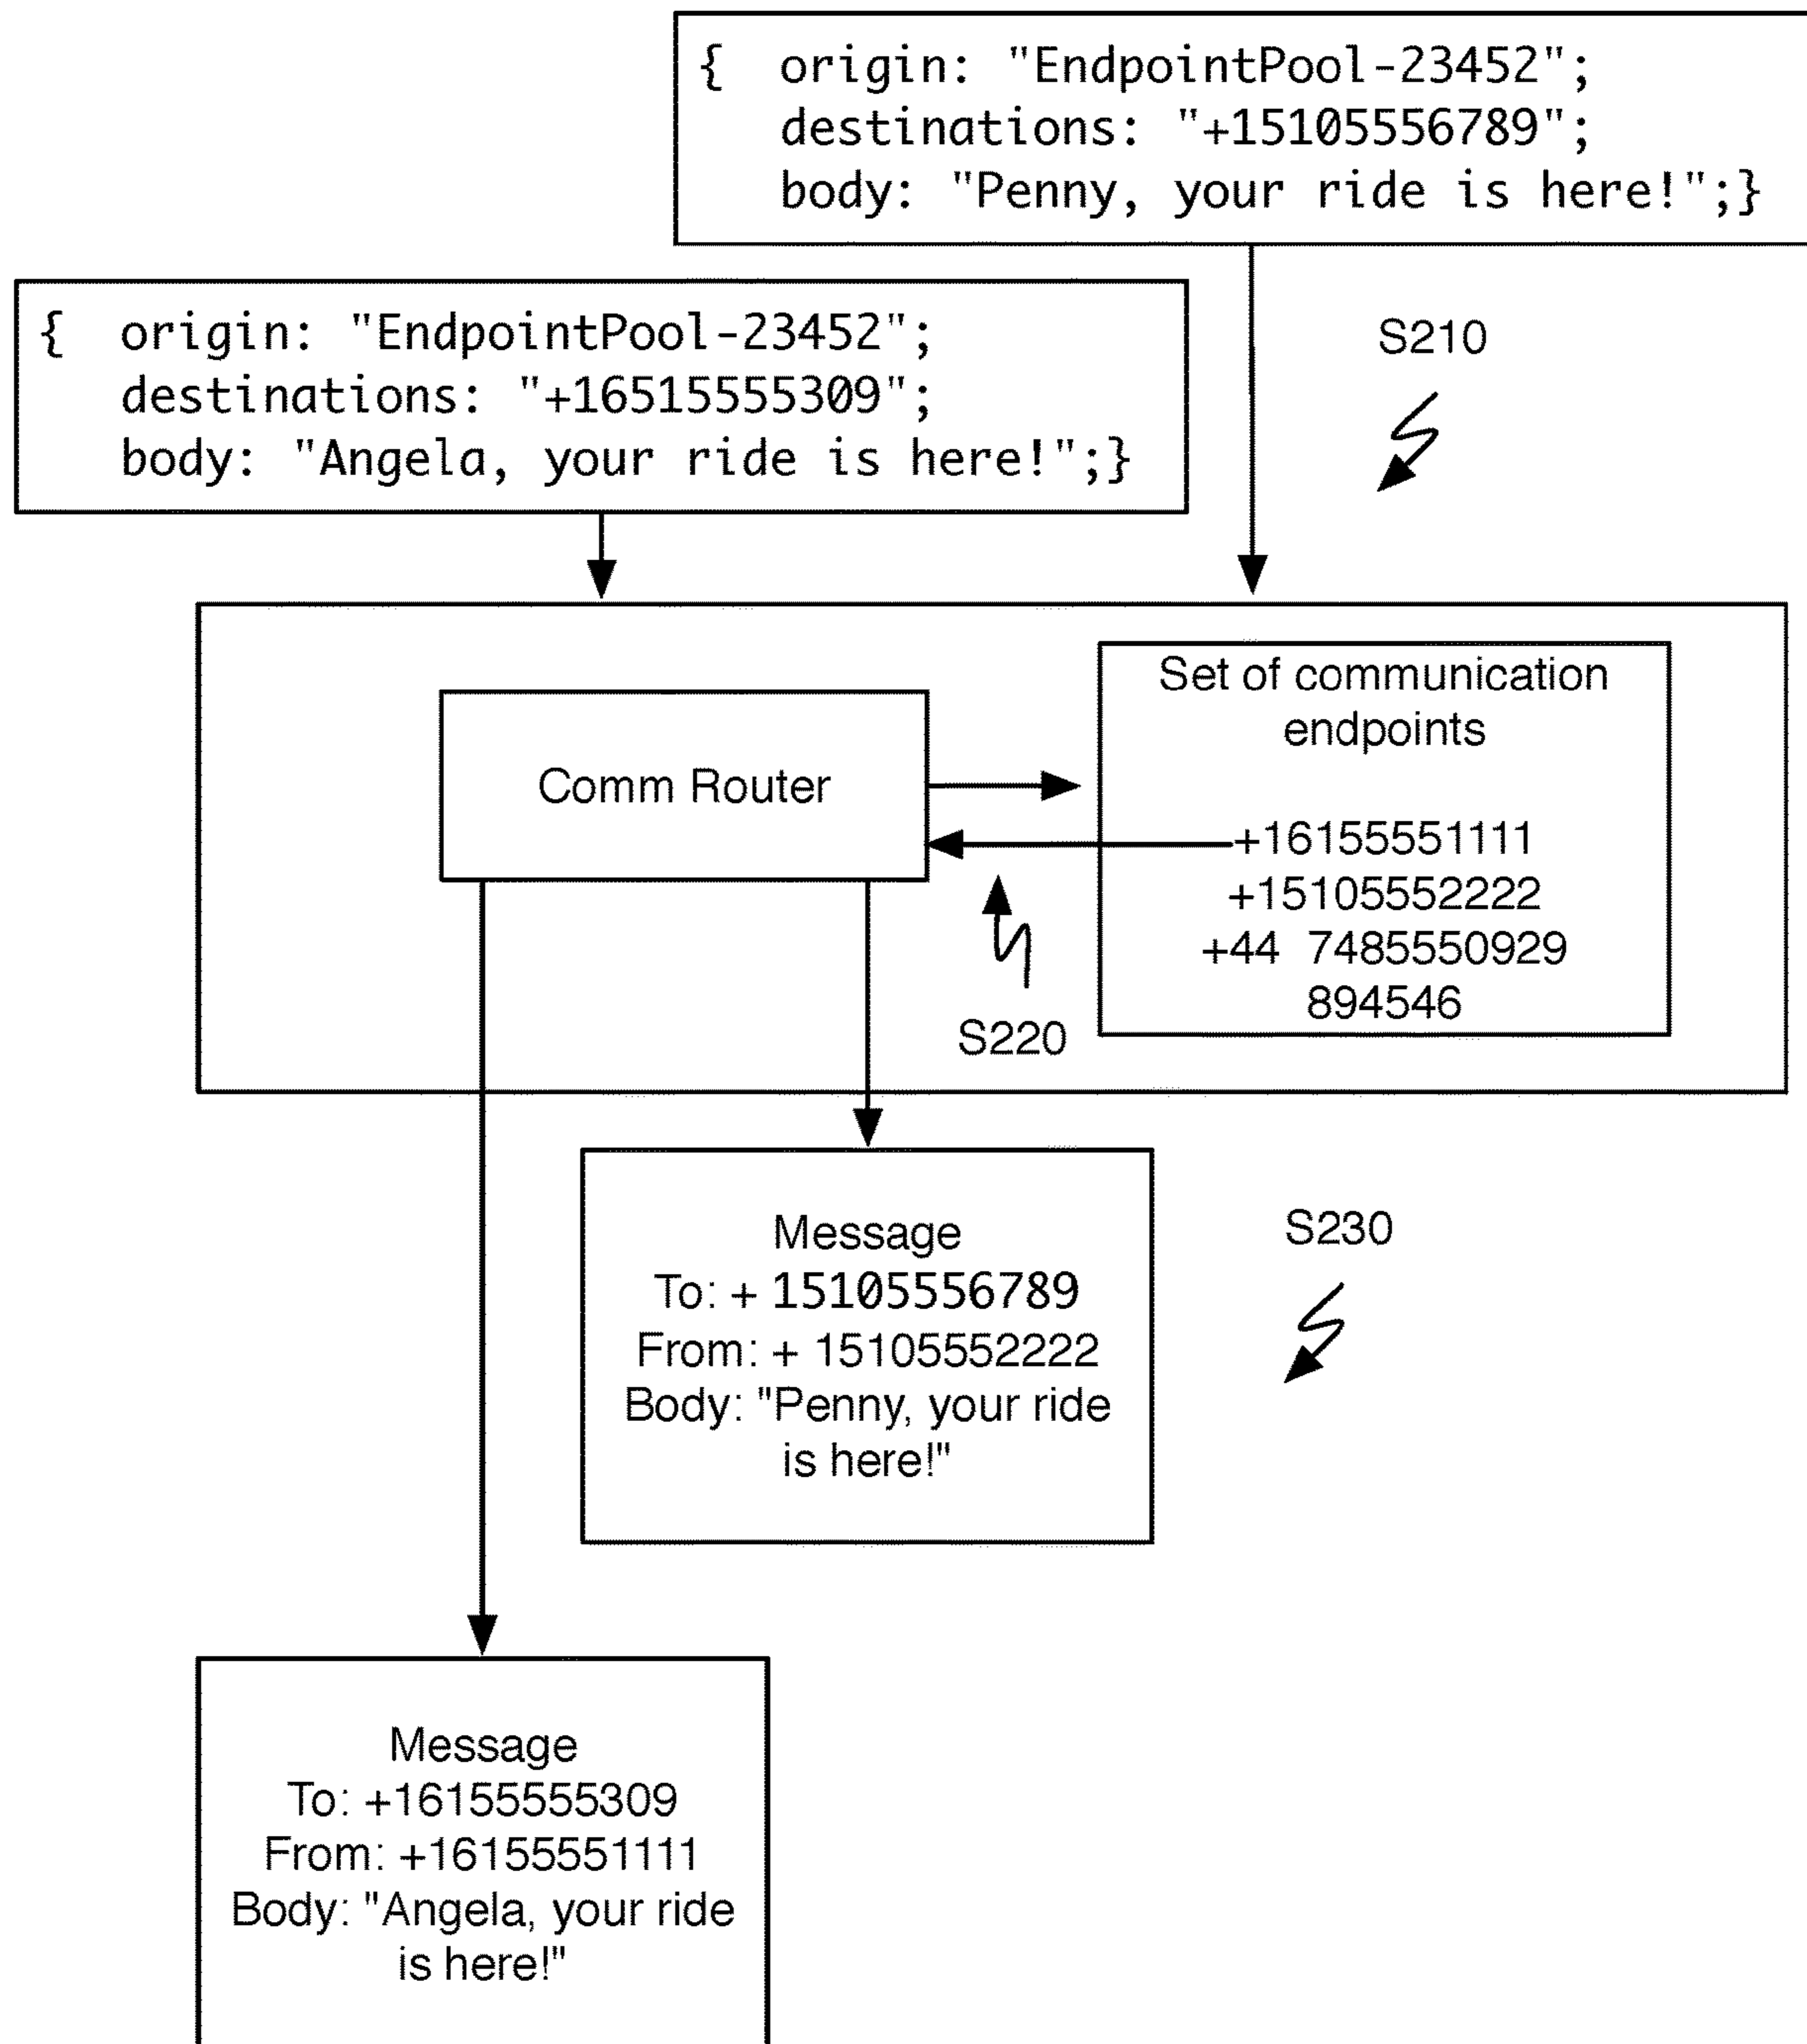 {  origin: "EndpointPool-23452";
destinations: "+15105556789";
body: "Penny, your ride is here!";}
{  origin: "EndpointPool-23452";
destinations: "+16515555309";
body: "Angela, your ride is here!";}
S210
Set of communication
endpoints
Comm Router
+16155551111
+15105552222
+44  7485550929
894546
S220
Message
To: + 15105556789
From: + 15105552222
Body: "Penny, your ride
is here!"
S230
Message
To: +16155555309
From: +16155551111
Body: "Angela, your ride
is here!"